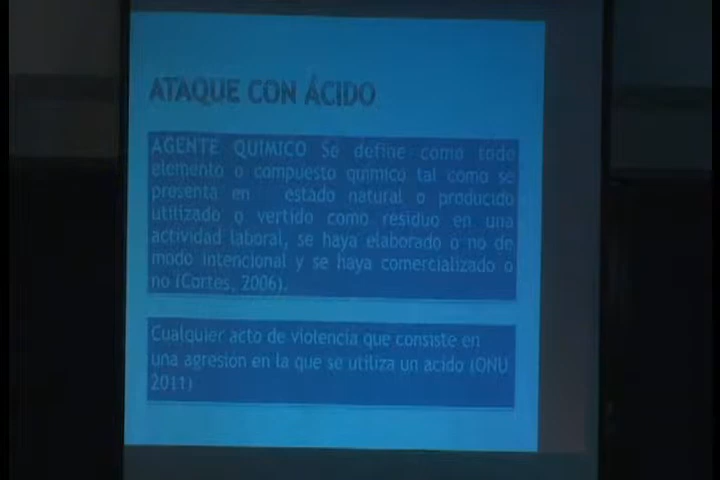 ATAQUE CON ÁCIDO
AGENTE QUIMICO Se define como todo
elemento o compuesto quimico tal como se
presenta en estado natural o producido
utilizado o vertido como residuo en una
actividad laboral, se haya elaborado o no de
modo intencional y se haya comercializado o
no (Cortes, 2006).
Cualquier acto de violencia que consiste en
una agresión en la que se utiliza un acido (ONU
2011)